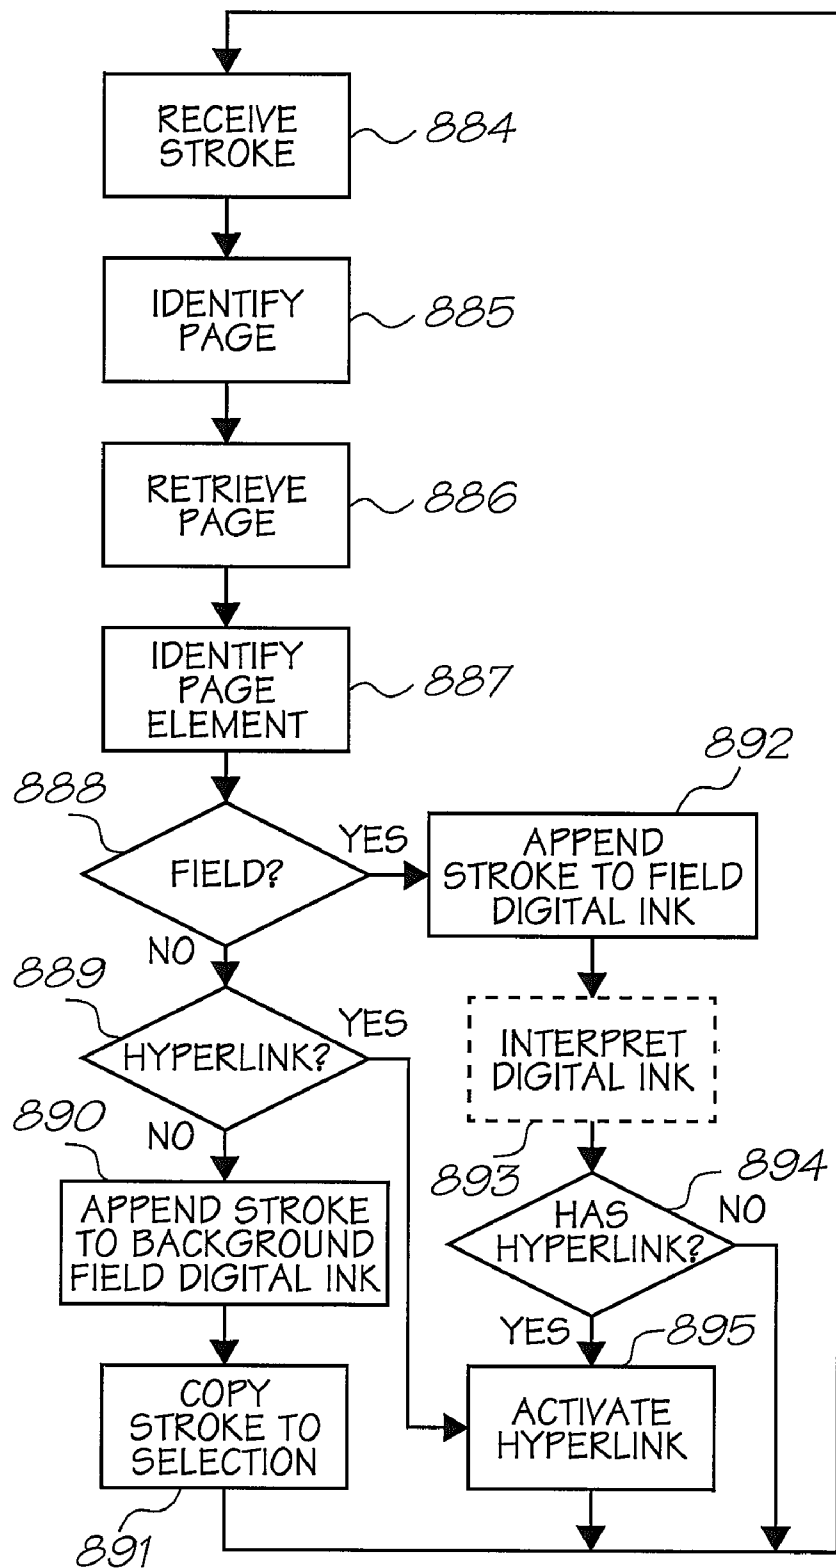 RECEIVE
STROKE
884
IDENTIFY
PAGE
885
RETRIEVE
PAGE
886
IDENTIFY
PAGE
ELEMENT
887
888
FIELD?
YES
NO
892
APPEND
STROKE TO FIELD
DIGITAL INK
889
HYPERLINK?
YES
NO
INTERPRET
DIGITAL INK
893
890
APPEND STROKE
TO BACKGROUND
FIELD DIGITAL INK
894
HAS
HYPERLINK?
NO
YES
895
COPY
STROKE TO
SELECTION
891
ACTIVATE
HYPERLINK